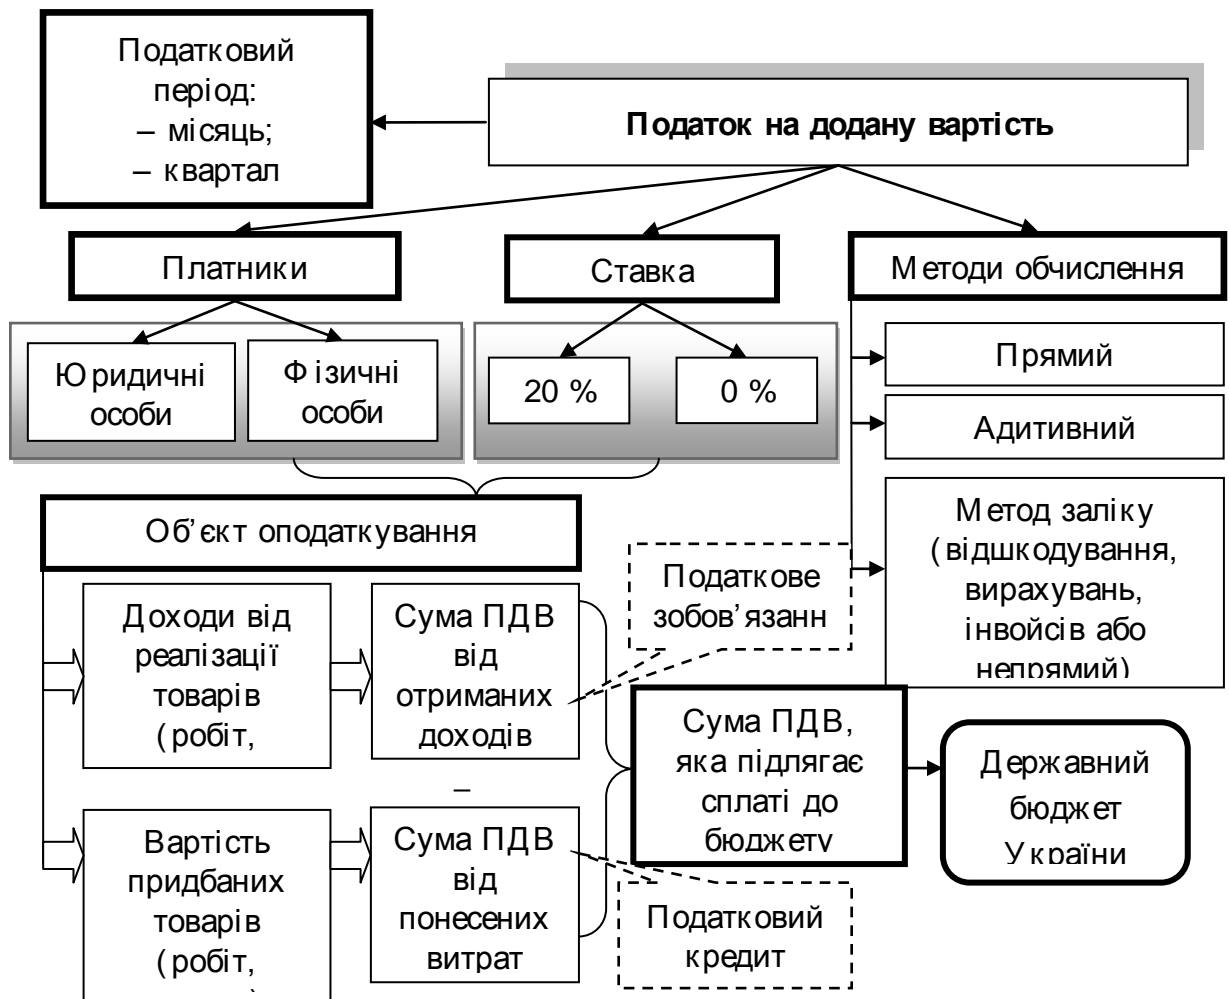 Податковий
період:
– місяць;
– квартал
Податок на додану вартість
Платники
Ставка
Методи обчислення
Юридичні
особи
Фізичні
особи
20 %
0 %
Прямий
Адитивний
Метод заліку
(відшкодування,
вирахувань,
інвойсів або
непрямий)
Об’єкт оподаткування
Податкове
зобов’язанн
Доходи від
реалізації
товарів
(робіт,
Сума ПДВ
від
отриманих
доходів
–
Сума ПДВ,
яка підлягає
сплаті до
бюджету
Державний
бюджет
України
Вартість
придбаних
товарів
(робіт,
Сума ПДВ
від
понесених
витрат
Податковий
кредит